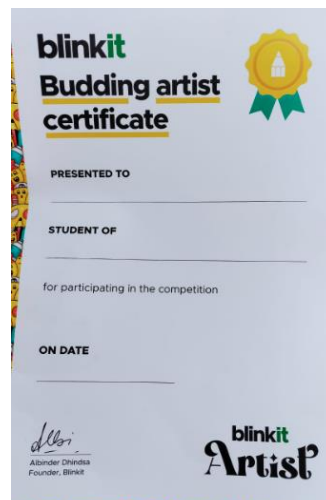 blinkit
Budding artist
certificate
PRESENTED TO
STUDENT OF
for participating in the competition
ON DATE
Albi
Albinder Dhindsa
Founder, Blinkit
blinkit
Artist